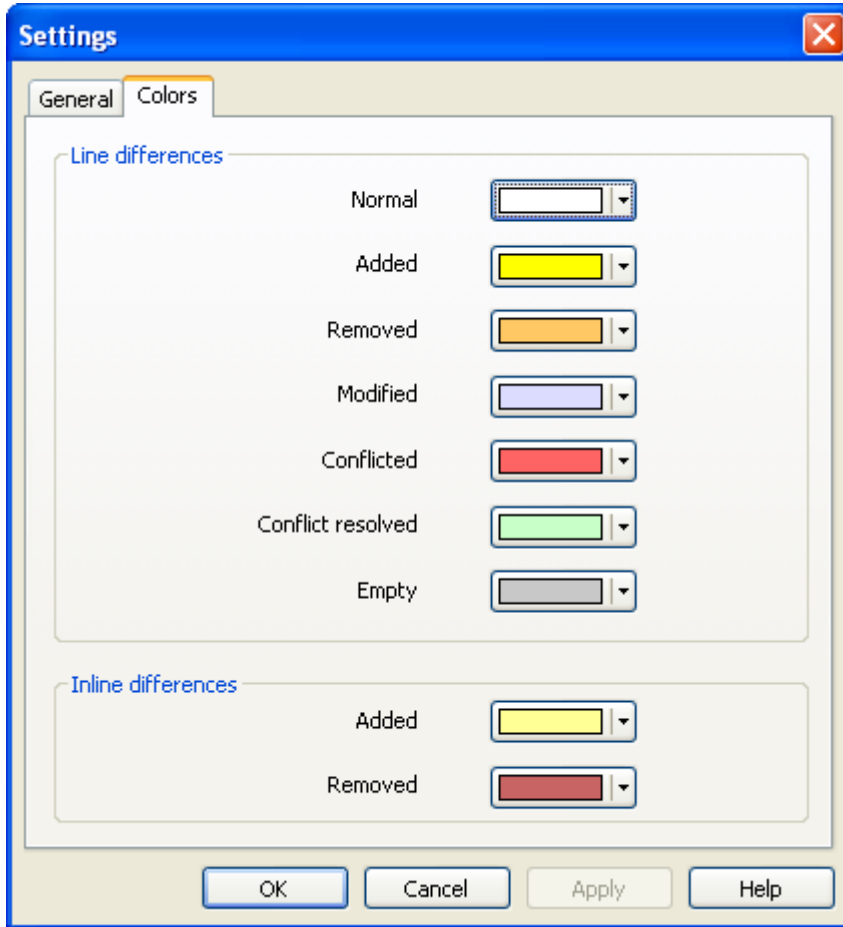 Settings
General Colors
Line differences
Normal
Added
Removed
Modified
Conflicted
Conflict resolved
Empty
Inline differences
Added
Removed
OK Cancel Apply Help